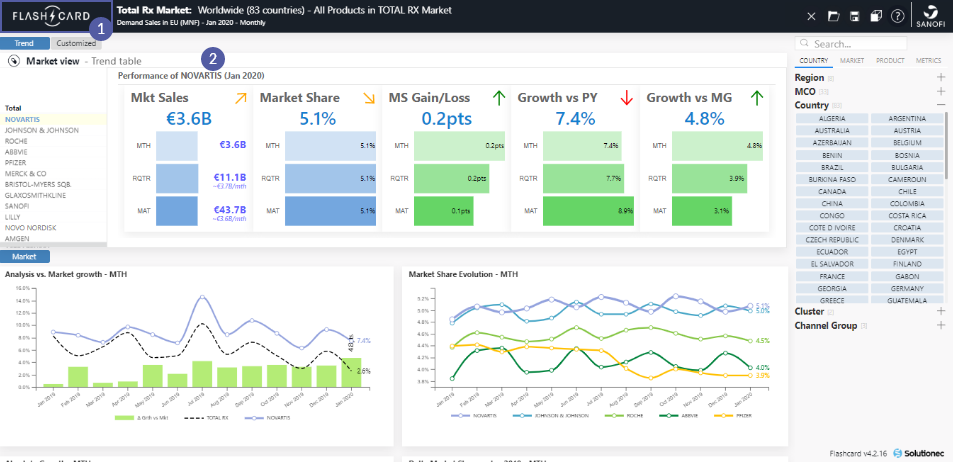 FLASHCARD
1
Total Rx Market: Worldwide (83 countries) - All Products in TOTAL RX Market
Demand Sales in EU (MNF) - Jan 2020 - Monthly
SANOFI
Trend
Customized
2
Market view - Trend table
Performance of NOVARTIS (Jan 2020)
Total
NOVARTIS
JOHNSON & JOHNSON
ROCHE
ABBVIE
PFIZER
MERCK & CO
BRISTOL-MYERS SQB.
GLAXOSMITHKLINE
SANOFI
LILLY
NOVO NORDISK
AMGEN
Mkt Sales
€3.6B
MTH €3.6B
RQTR €11.1B
~€3.7B/mth
MAT €43.7B
~€3.6B/mth
Market Share
5.1%
MTH 5.1%
RQTR 5.1%
MAT 5.1%
MS Gain/Loss
0.2pts
MTH 0.2pts
RQTR 0.2pts
MAT 0.1pts
Growth vs PY
7.4%
MTH 7.4%
RQTR 7.7%
MAT 8.9%
Growth vs MG
4.8%
MTH 4.8%
RQTR 3.9%
MAT 3.1%
Market
Analysis vs. Market growth - MTH
16.0%
14.0%
12.0%
10.0%
8.0%
6.0%
4.0%
2.0%
0.0%
7.4%
2.6%
Jan 2019 Feb 2019 Mar 2019 Apr 2019 May 2019 Jun 2019 Jul 2019 Aug 2019 Sep 2019 Oct 2019 Nov 2019 Dec 2019 Jan 2020
Δ Grth vs Mkt TOTAL RX NOVARTIS
Market Share Evolution - MTH
5.2%
5.0%
4.8%
4.6%
4.4%
4.2%
4.0%
3.8%
5.1%
5.0%
4.5%
4.0%
3.9%
Jan 2019 Feb 2019 Mar 2019 Apr 2019 May 2019 Jun 2019 Jul 2019 Aug 2019 Sep 2019 Oct 2019 Nov 2019 Dec 2019 Jan 2020
NOVARTIS JOHNSON & JOHNSON ROCHE ABBVIE PFIZER
Search...
COUNTRY MARKET PRODUCT METRICS
Region
MCO
Country
ALGERIA ARGENTINA
AUSTRALIA AUSTRIA
AZERBAIJAN BELGIUM
BENIN BOSNIA
BRAZIL BULGARIA
BURKINA FASO CAMEROON
CANADA CHILE
CHINA COLOMBIA
CONGO COSTA RICA
COTE D IVOIRE CROATIA
CZECH REPUBLIC DENMARK
ECUADOR EGYPT
EL SALVADOR FINLAND
FRANCE GABON
GEORGIA GERMANY
GREECE GUATEMALA
Cluster
Channel Group
Flashcard v4.2.16 Solutionec